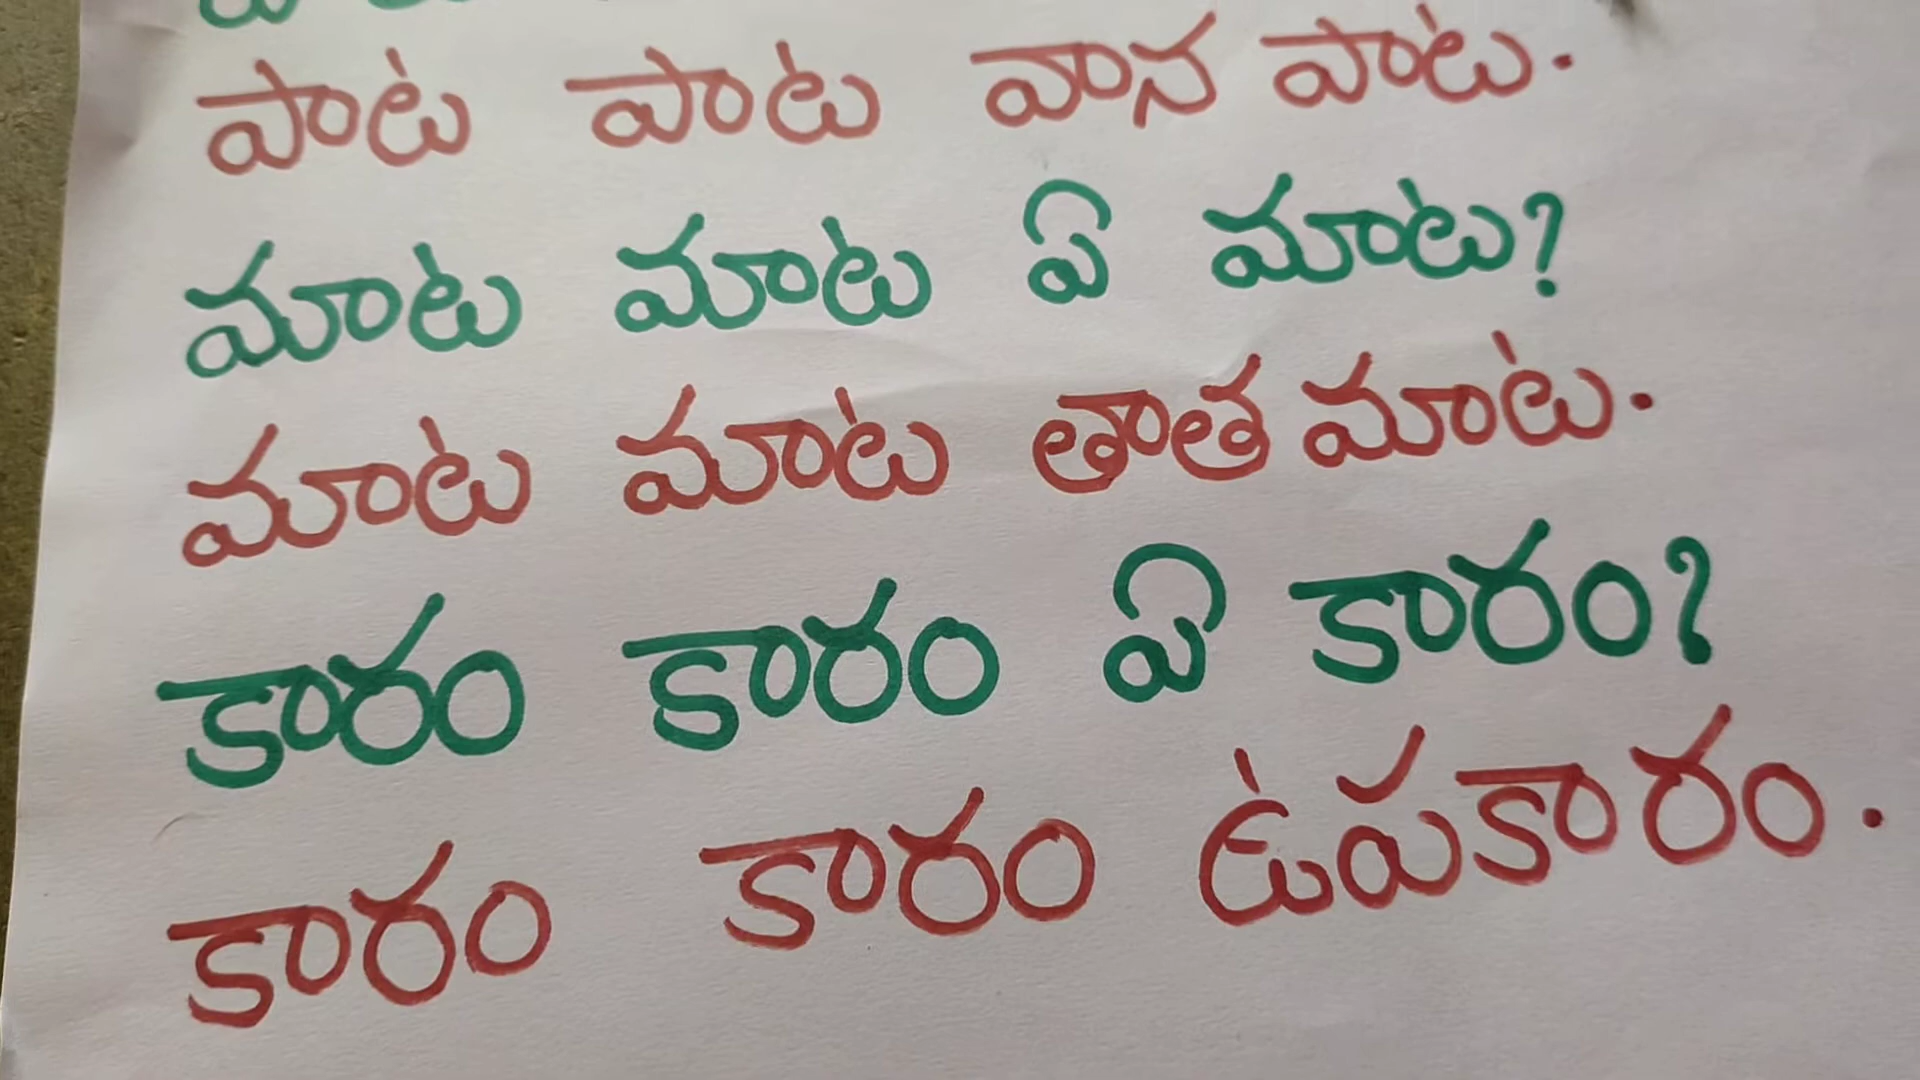 పాట పాట వాన పాట.
మాట మాట ఏ మాట?
మాట మాట తాత మాట.
కారం కారం ఏ కారం?
కారం కారం ఉపకారం.